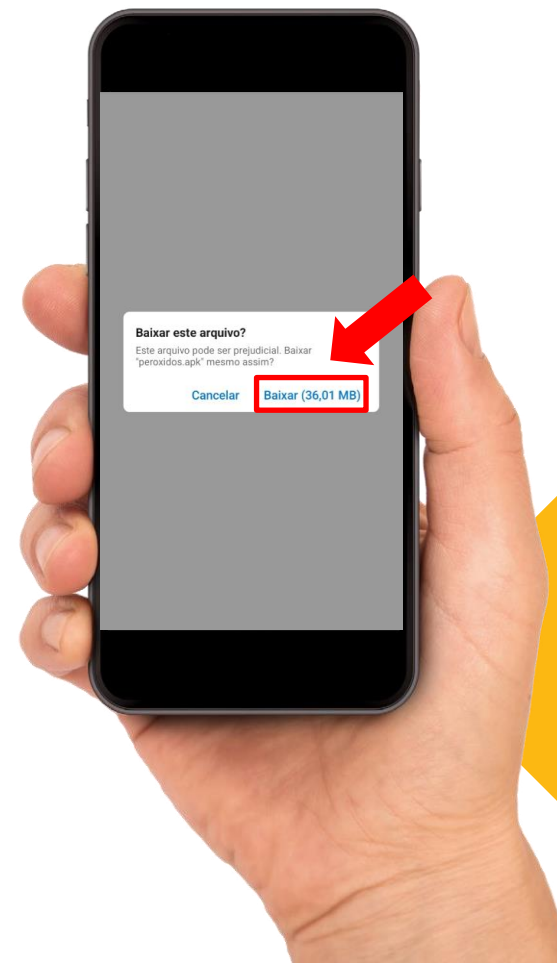 Baixar este arquivo?
Este arquivo pode ser prejudicial. Baixar
"peroxidos.apk" mesmo assim?
Cancelar
Baixar (36,01 MB)